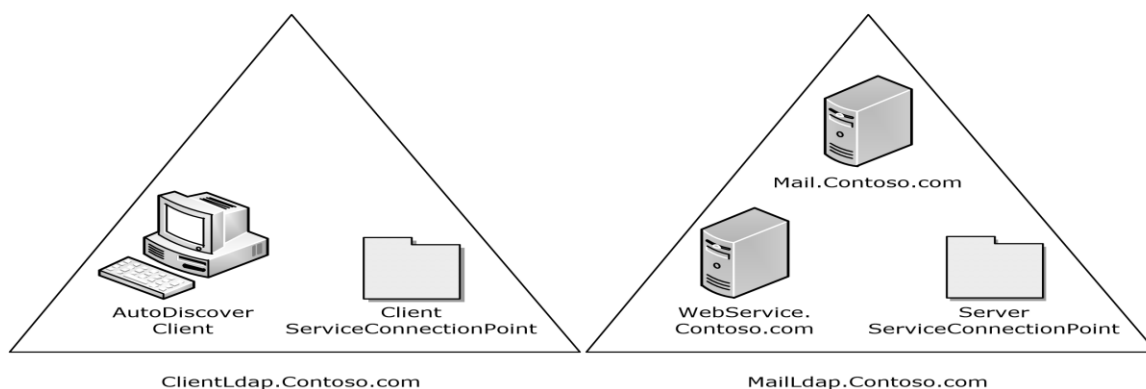 Mail.Contoso.com
AutoDiscover
Client
Client
ServiceConnectionPoint
WebService.
Contoso.com
Server
ServiceConnectionPoint
ClientLdap.Contoso.com
MailLdap.Contoso.com